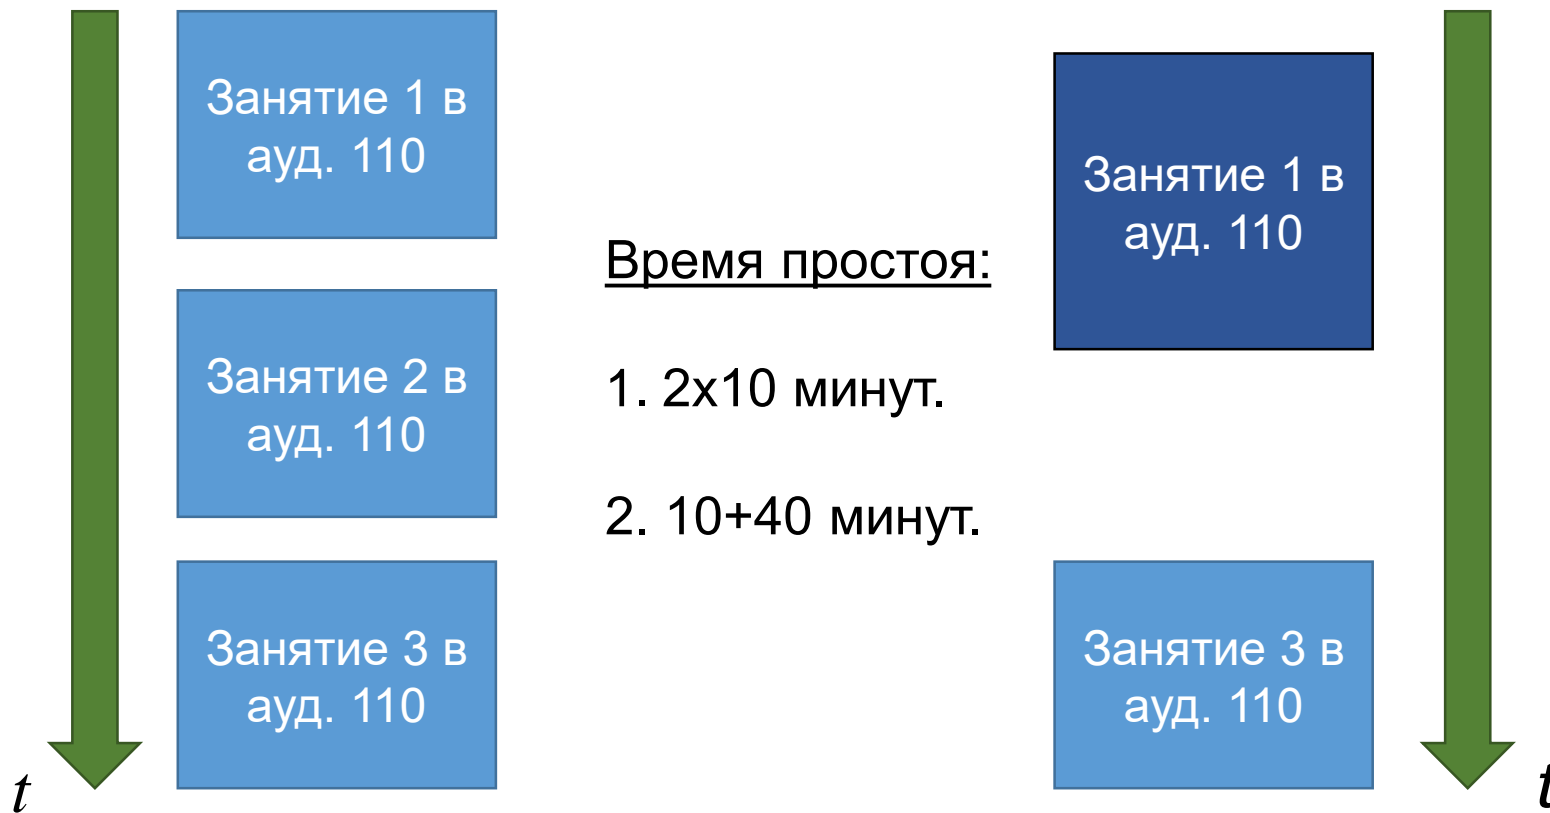 Занятие 1 в
ауд. 110
Занятие 2 в
ауд. 110
Занятие 3 в
ауд. 110
t
Время простоя:
1. 2x10 минут.
2. 10+40 минут.
Занятие 1 в
ауд. 110
Занятие 3 в
ауд. 110
t